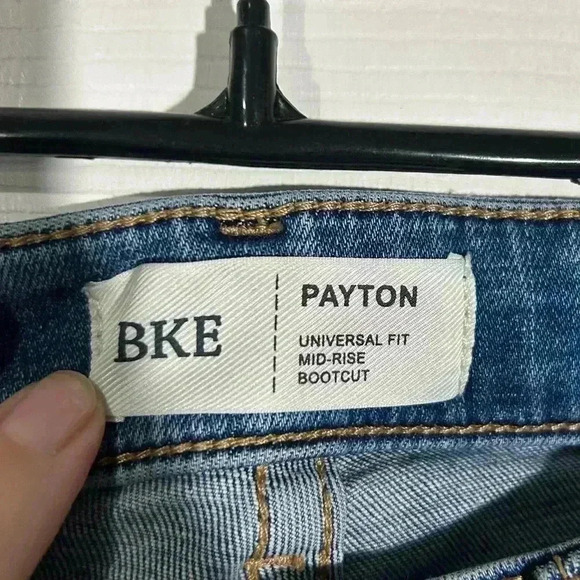 BKE
PAYTON
UNIVERSAL FIT
MID-RISE
BOOTCUT